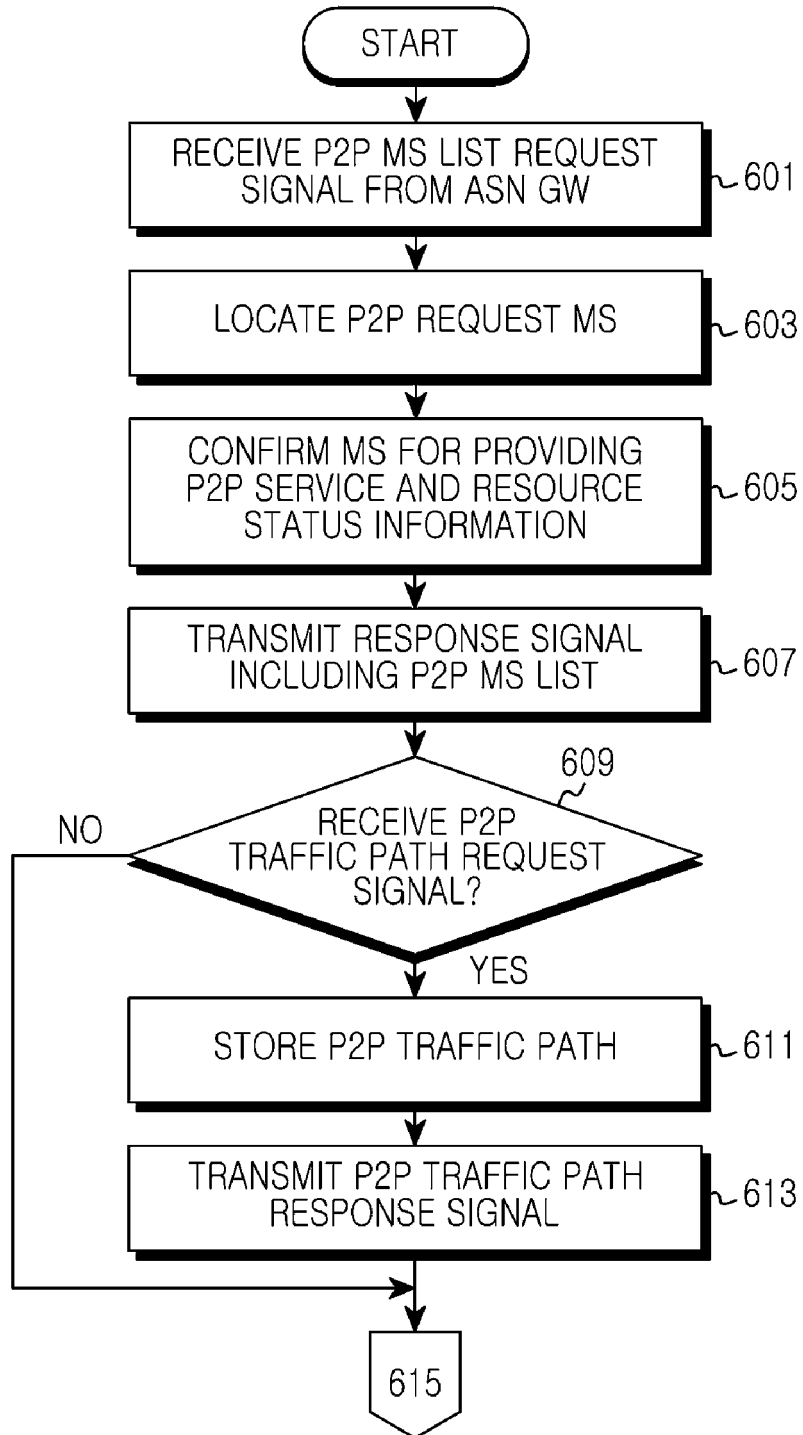 START
RECEIVE P2P MS LIST REQUEST
SIGNAL FROM ASN GW
601
LOCATE P2P REQUEST MS
603
CONFIRM MS FOR PROVIDING
P2P SERVICE AND RESOURCE
STATUS INFORMATION
605
TRANSMIT RESPONSE SIGNAL
INCLUDING P2P MS LIST
607
609
RECEIVE P2P
TRAFFIC PATH REQUEST
SIGNAL?
NO
YES
STORE P2P TRAFFIC PATH
611
TRANSMIT P2P TRAFFIC PATH
RESPONSE SIGNAL
613
615